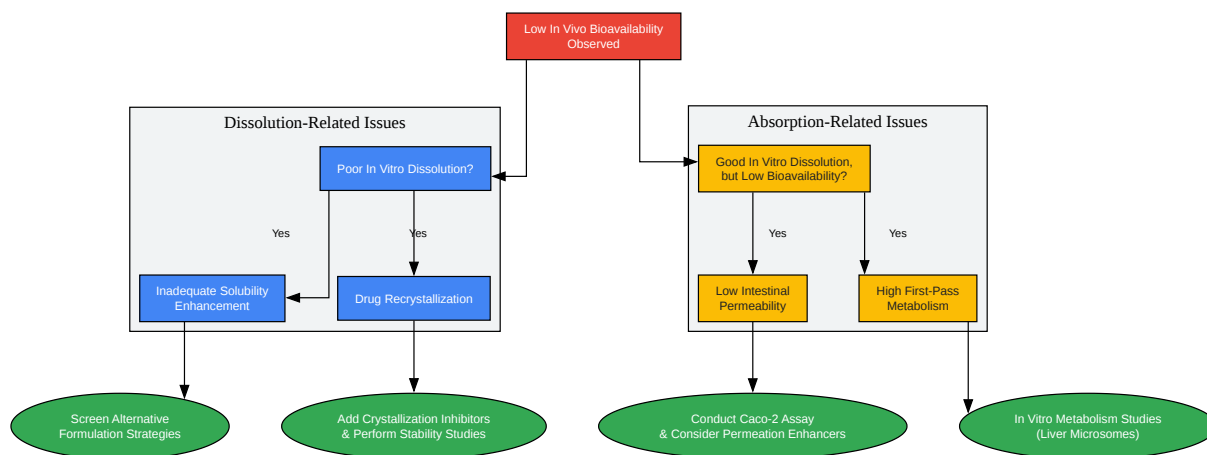 Low In Vivo Bioavailability
Observed
Dissolution-Related Issues
Absorption-Related Issues
Poor In Vitro Dissolution?
Good In Vitro Dissolution,
but Low Bioavailability?
Yes
Yes
Yes
Yes
Inadequate Solubility
Enhancement
Drug Recrystallization
Low Intestinal
Permeability
High First-Pass
Metabolism
Screen Alternative
Formulation Strategies
Add Crystallization Inhibitors
& Perform Stability Studies
Conduct Caco-2 Assay
& Consider Permeation Enhancers
In Vitro Metabolism Studies
(Liver Microsomes)